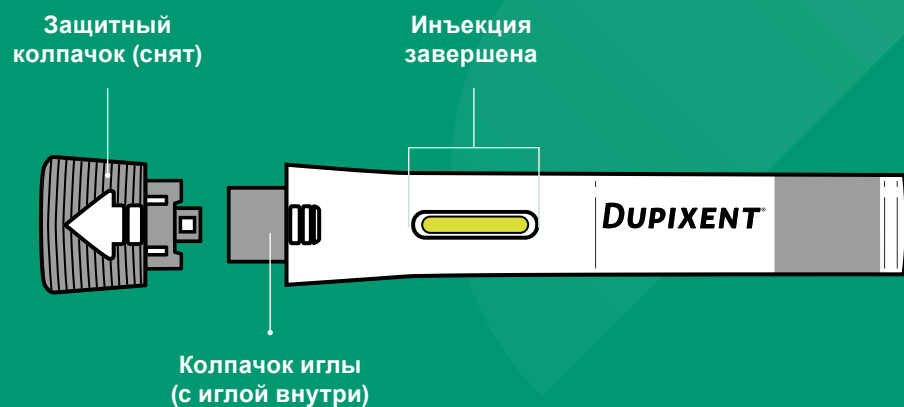 Защитный
колпачок (снят)
Инъекция
завершена
DUPIXENT®
Колпачок иглы
(с иглой внутри)